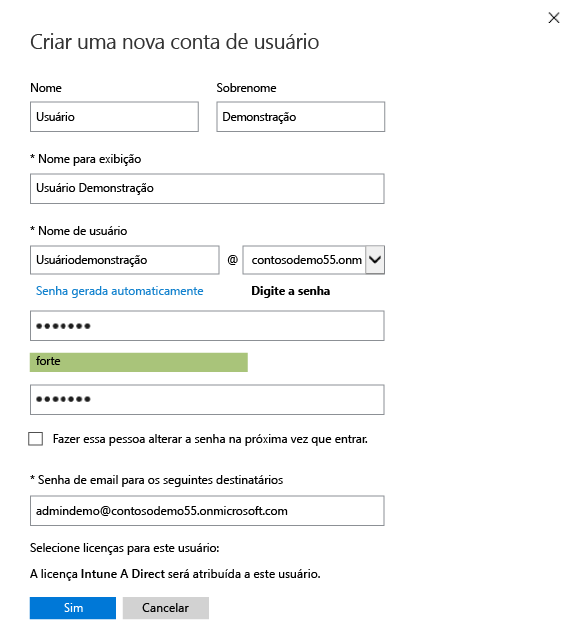 Criar uma nova conta de usuário
Nome Sobrenome
Usuário Demonstração
* Nome para exibição
Usuário Demonstração
* Nome de usuário
Usuáriodemonstração @ contosodemo55.onm
Senha gerada automaticamente Digite a senha
•••••••
forte
•••••••
Fazer essa pessoa alterar a senha na próxima vez que entrar.
* Senha de email para os seguintes destinatários
admindemo@contosodemo55.onmicrosoft.com
Selecione licenças para este usuário:
A licença Intune A Direct será atribuída a este usuário.
Sim Cancelar